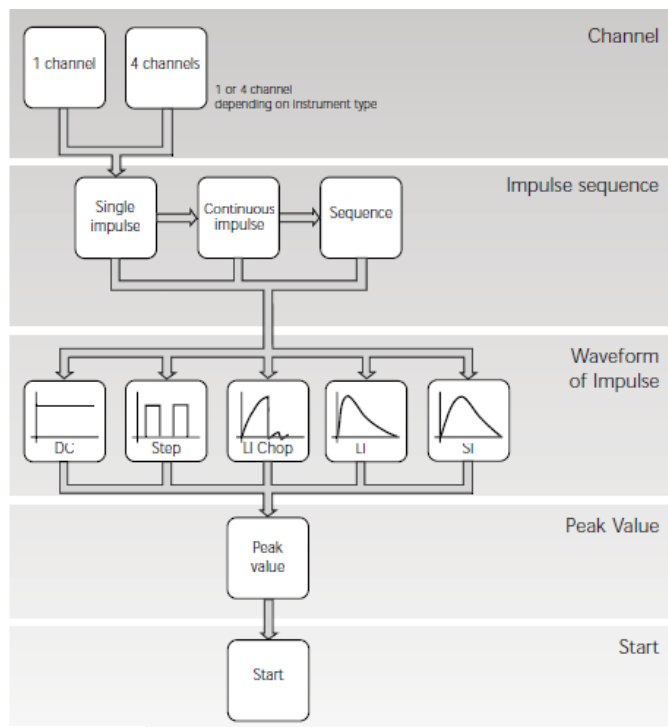 Channel
1 channel
4 channels
1 or 4 channel
depending on instrument type
Impulse sequence
Single
impulse
Continuous
impulse
Sequence
Waveform
of Impulse
DC
Step
LI Chop
LI
SI
Peak Value
Peak
value
Start
Start